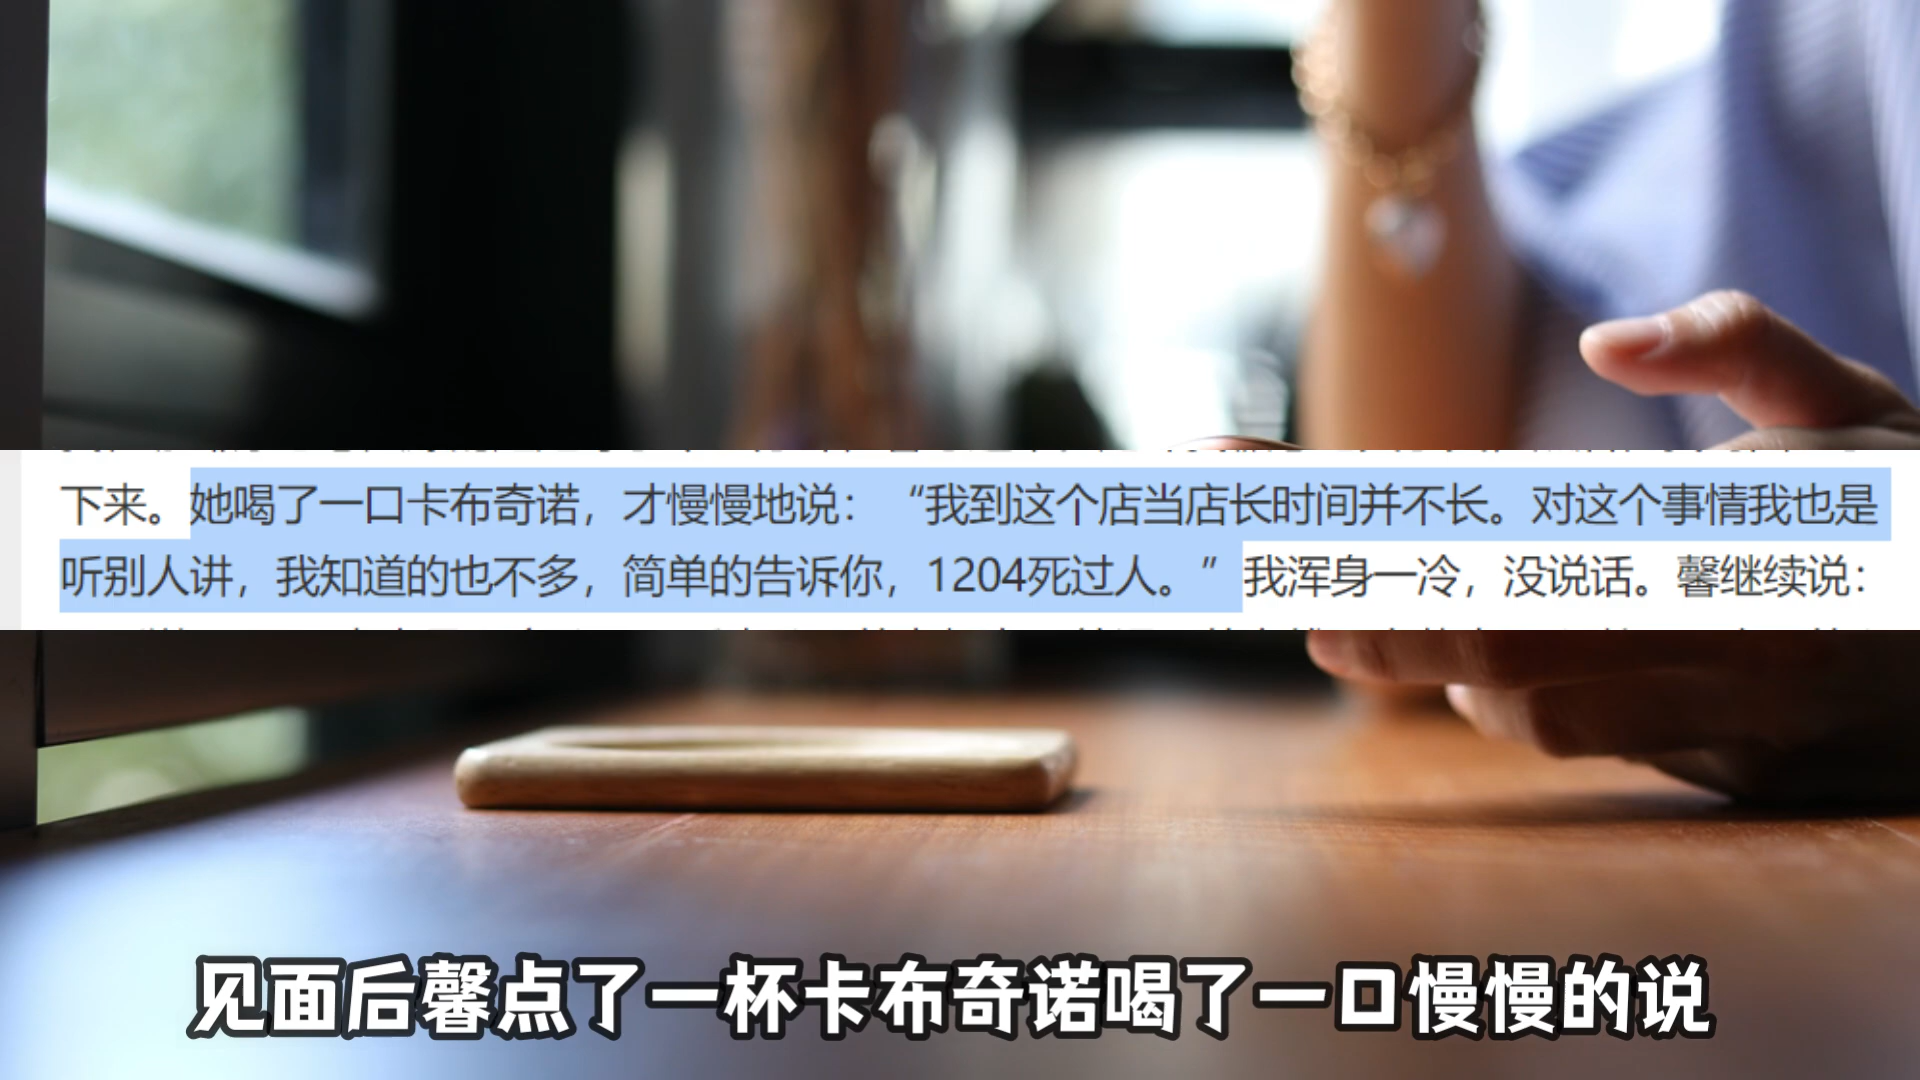 下来。她喝了一口卡布奇诺，才慢慢地说：“我到这个店当店长时间并不长。对这个事情我也是
听别人讲，我知道的也不多，简单的告诉你，1204死过人。”我浑身一冷，没说话。馨继续说：
见面后馨点了一杯卡布奇诺喝了一口慢慢的说